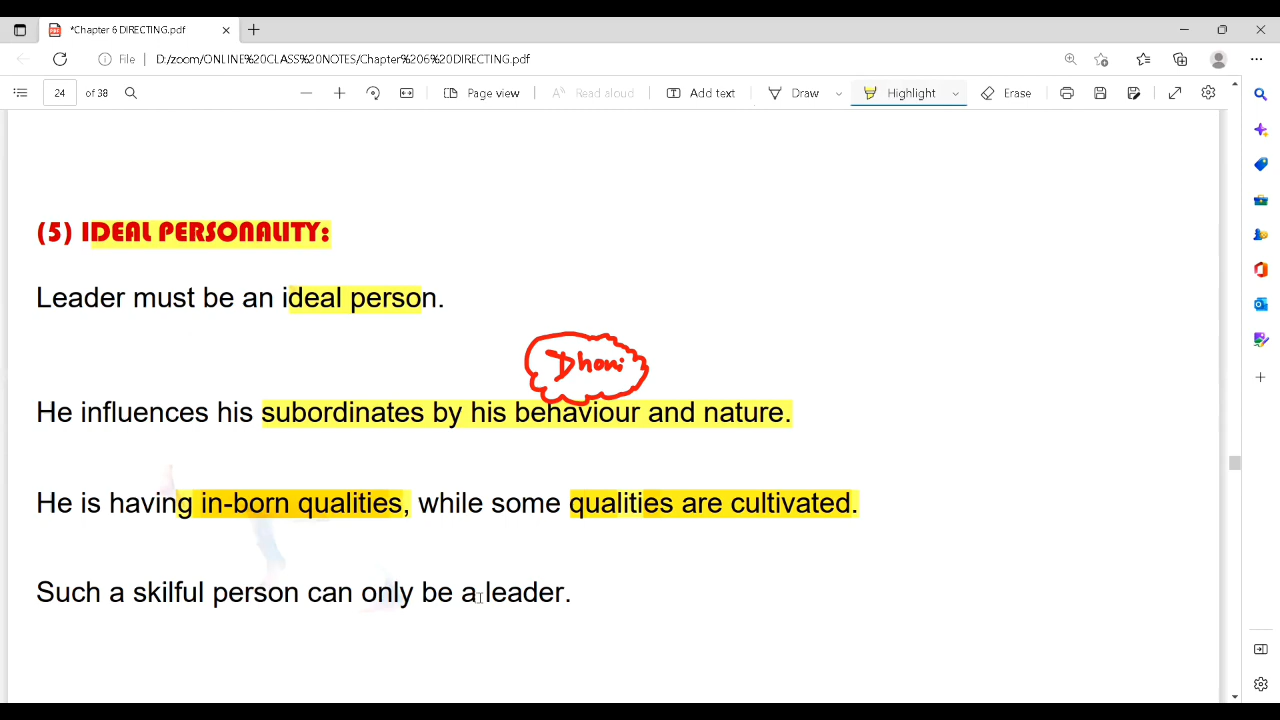 *Chapter 6 DIRECTING.pdf
File
D:/zoom/ONLINE%20CLASS%20NOTES/Chapter%206%20DIRECTING.pdf
24 of 38
Page view
Read aloud
Add text
Draw
Highlight
Erase
(5) IDEAL PERSONALITY:
Leader must be an ideal person.
Dhoni
He influences his subordinates by his behaviour and nature.
He is having in-born qualities, while some qualities are cultivated.
Such a skilful person can only be a leader.